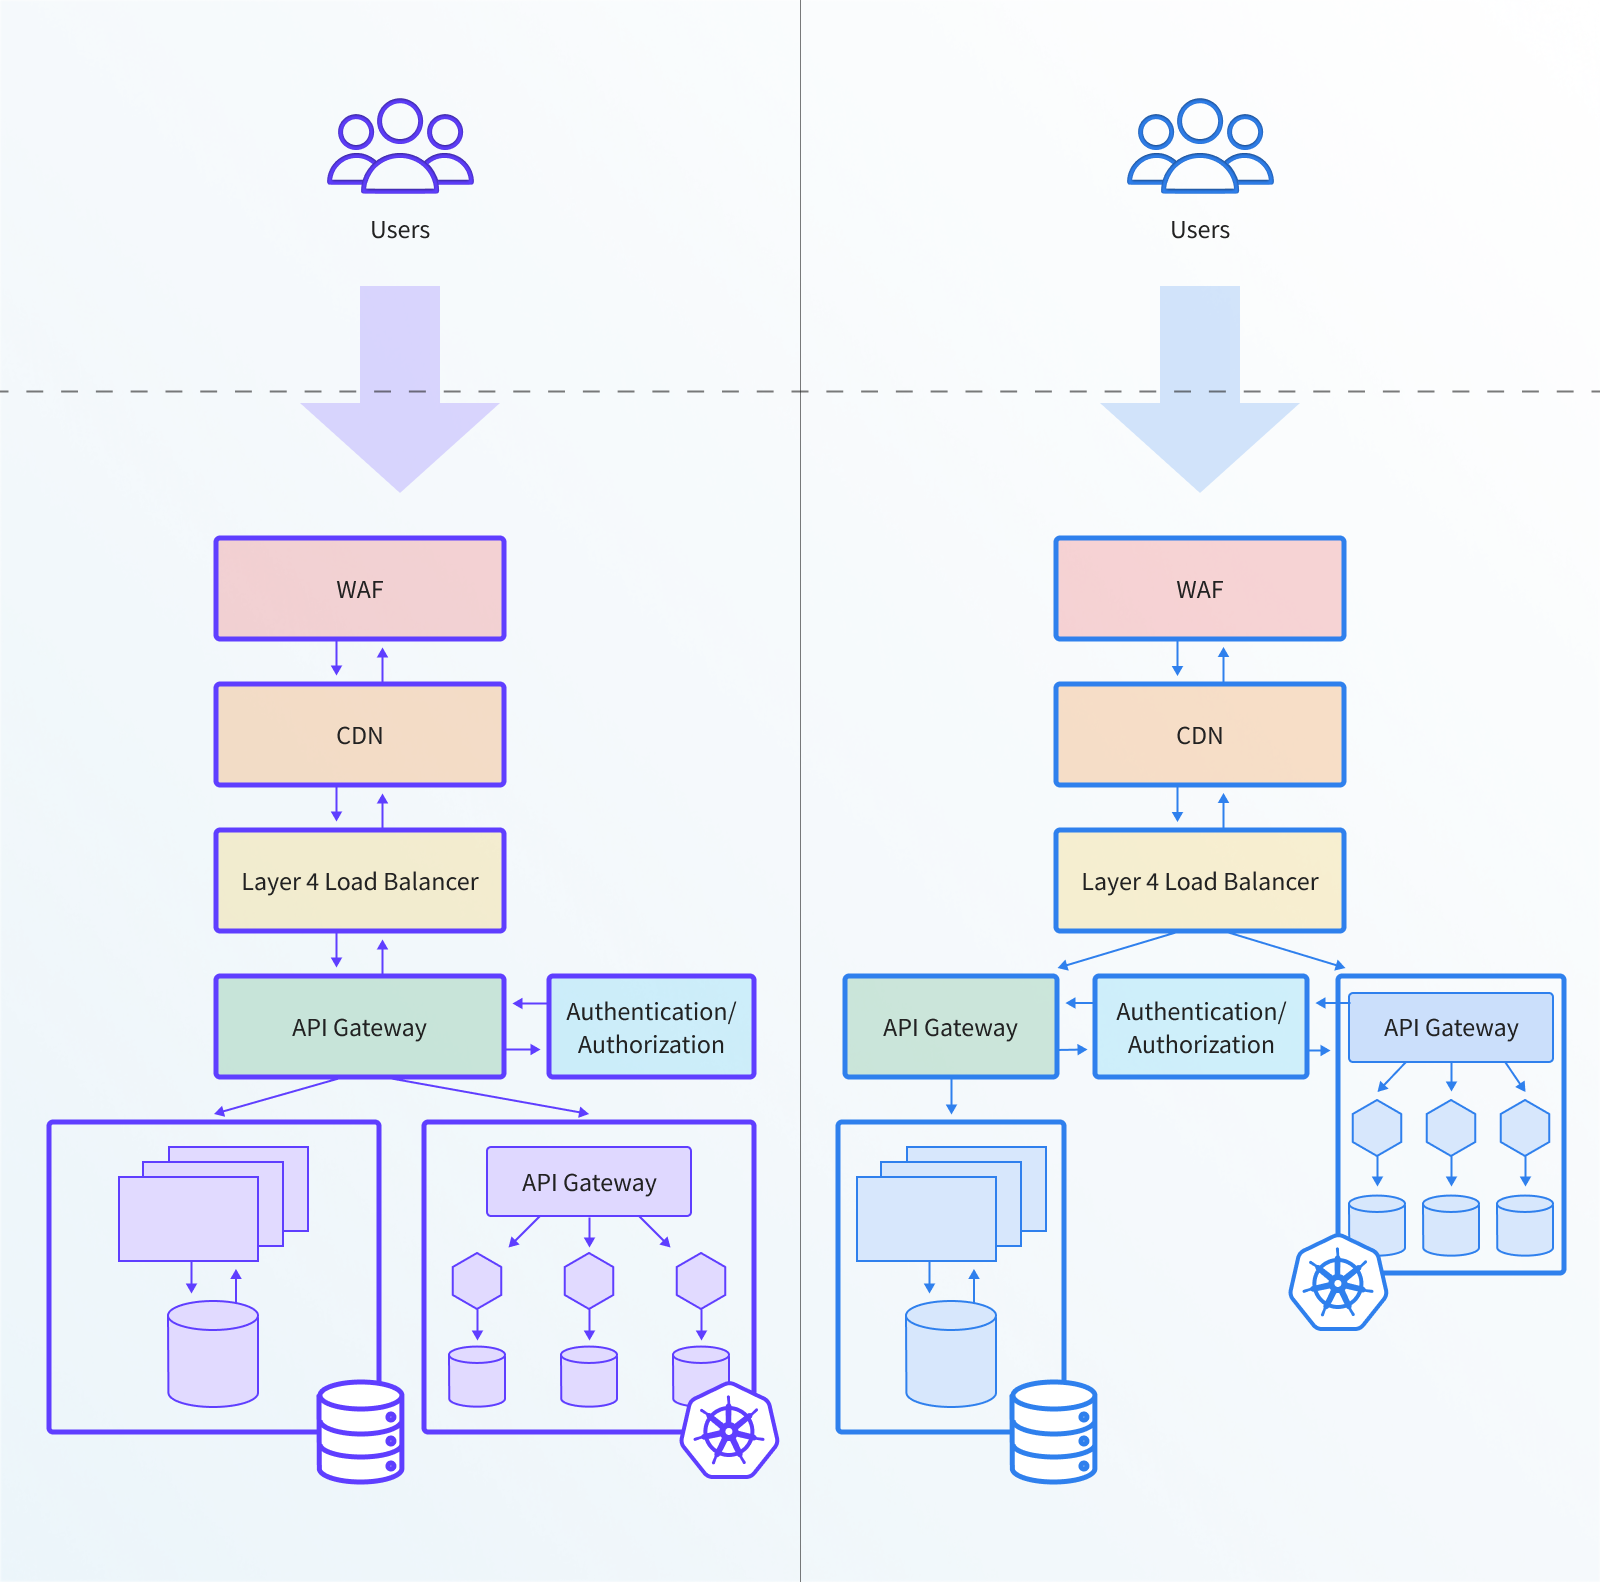 Users
WAF
CDN
Layer 4 Load Balancer
API Gateway
Authentication/
Authorization
API Gateway
Users
WAF
CDN
Layer 4 Load Balancer
API Gateway
Authentication/
Authorization
API Gateway